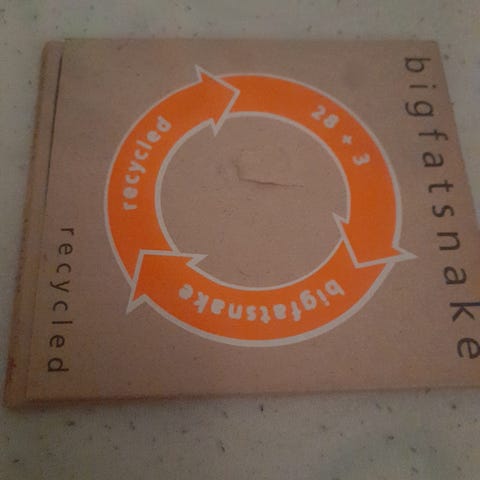 bigfatsnake
recycled
28 + 3
bigfatsnake
recycled